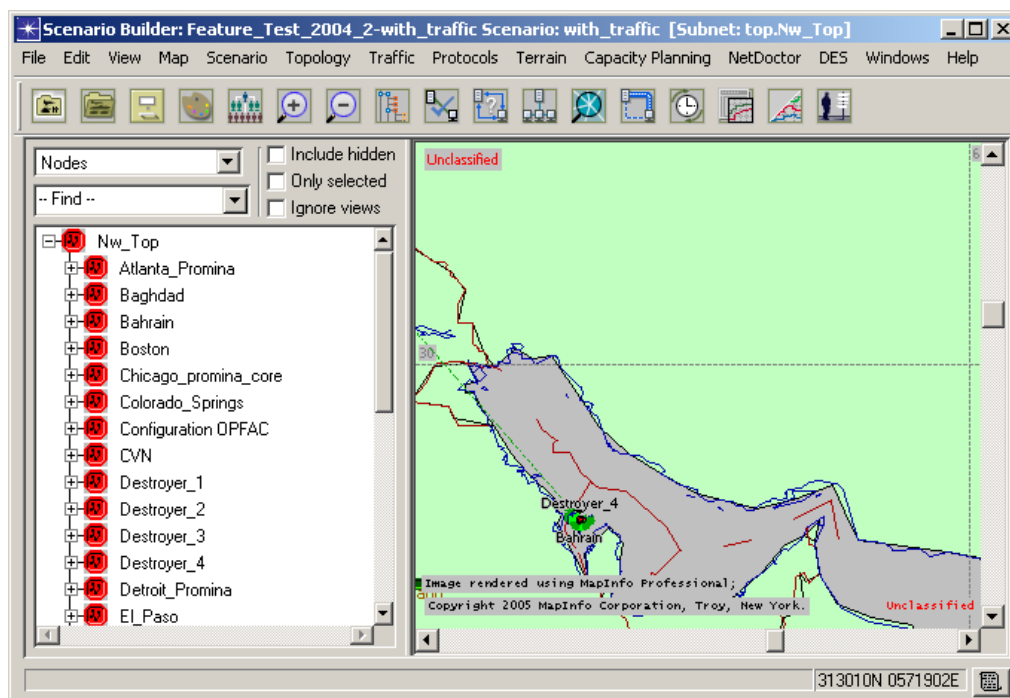 Scenario Builder: Feature_Test_2004_2-with_traffic Scenario: with_traffic [Subnet: top.Nw_Top]
File Edit View Map Scenario Topology Traffic Protocols Terrain Capacity Planning NetDoctor DES Windows Help
Nodes
-- Find --
Include hidden
Only selected
Ignore views
Nw_Top
Atlanta_Promina
Baghdad
Bahrain
Boston
Chicago_promina_core
Colorado_Springs
Configuration OPFAC
CVN
Destroyer_1
Destroyer_2
Destroyer_3
Destroyer_4
Detroit_Promina
El_Paso
Unclassified
6
30
Destroyer_4
Bahrain
Image rendered using MapInfo Professional;
Copyright 2005 MapInfo Corporation, Troy, New York.
Unclassified
313010N 0571902E